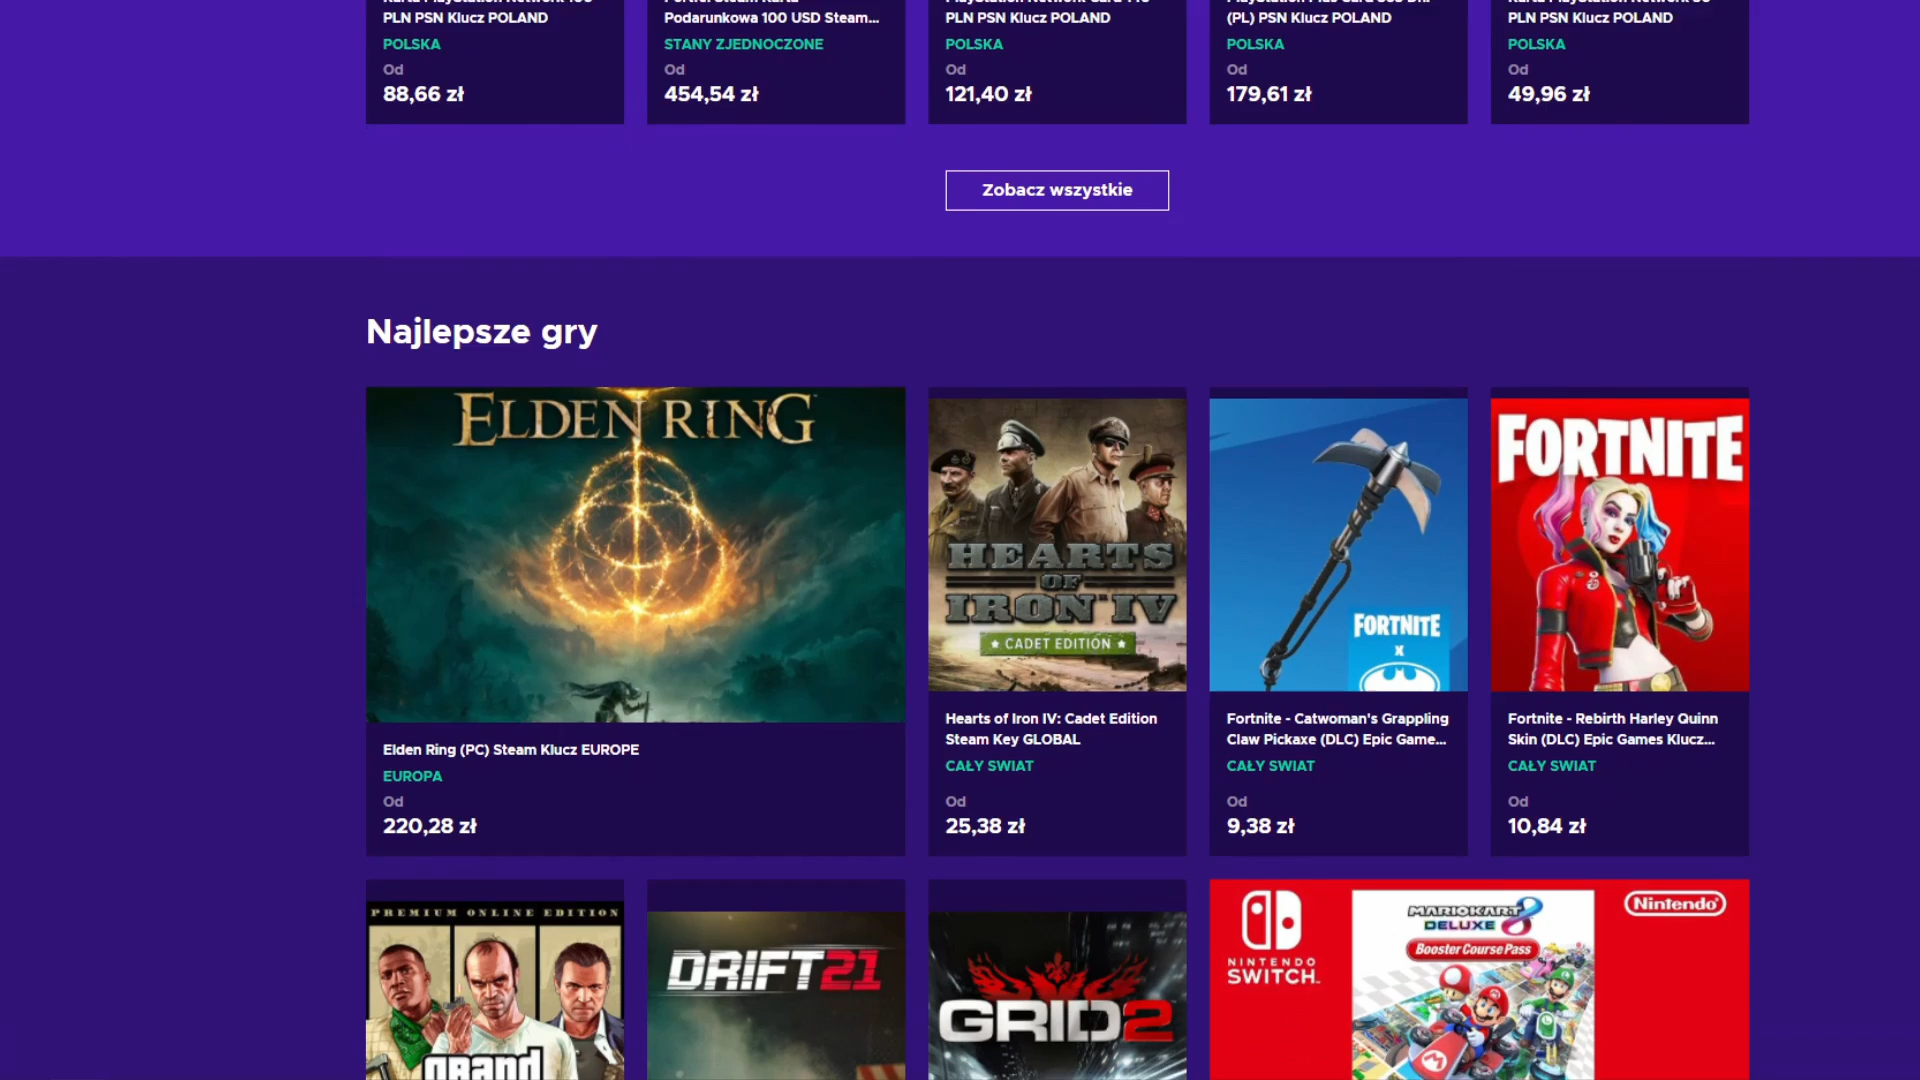 PLN PSN Klucz POLAND
POLSKA
Od
88,66 zł
Podarunkowa 100 USD Steam...
STANY ZJEDNOCZONE
Od
454,54 zł
PLN PSN Klucz POLAND
POLSKA
Od
121,40 zł
(PL) PSN Klucz POLAND
POLSKA
Od
179,61 zł
PLN PSN Klucz POLAND
POLSKA
Od
49,96 zł
Zobacz wszystkie
Najlepsze gry
ELDEN RING
Elden Ring (PC) Steam Klucz EUROPE
EUROPA
Od
220,28 zł
HEARTS
OF
IRON IV
CADET EDITION
Hearts of Iron IV: Cadet Edition
Steam Key GLOBAL
CAŁY SWIAT
Od
25,38 zł
FORTNITE
X
Fortnite - Catwoman's Grappling
Claw Pickaxe (DLC) Epic Game...
CAŁY SWIAT
Od
9,38 zł
FORTNITE
Fortnite - Rebirth Harley Quinn
Skin (DLC) Epic Games Klucz...
CAŁY SWIAT
Od
10,84 zł
PREMIUM ONLINE EDITION
grand
DRIFT21
GRID2
NINTENDO
SWITCH
MARIOKART 8
DELUXE
Booster Course Pass
Nintendo